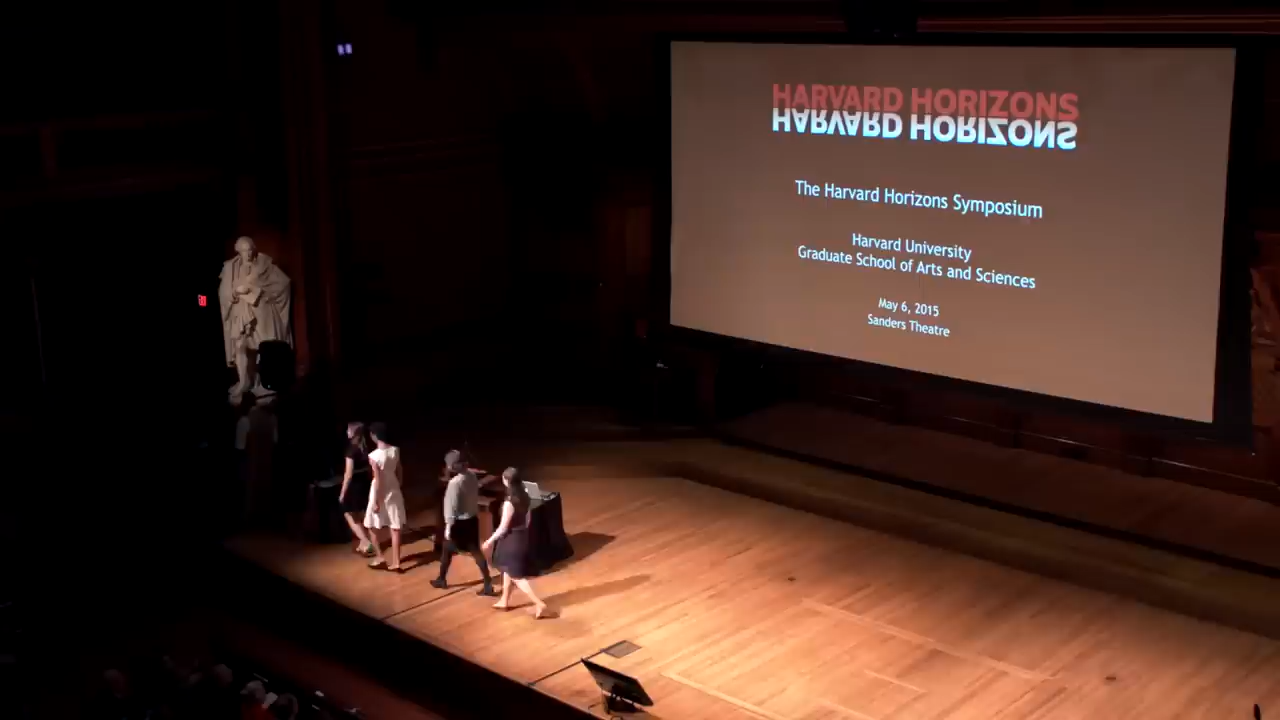 HARVARD HORIZONS
HARVARD HORIZONS
The Harvard Horizons Symposium
Harvard University
Graduate School of Arts and Sciences
May 6, 2015
Sanders Theatre